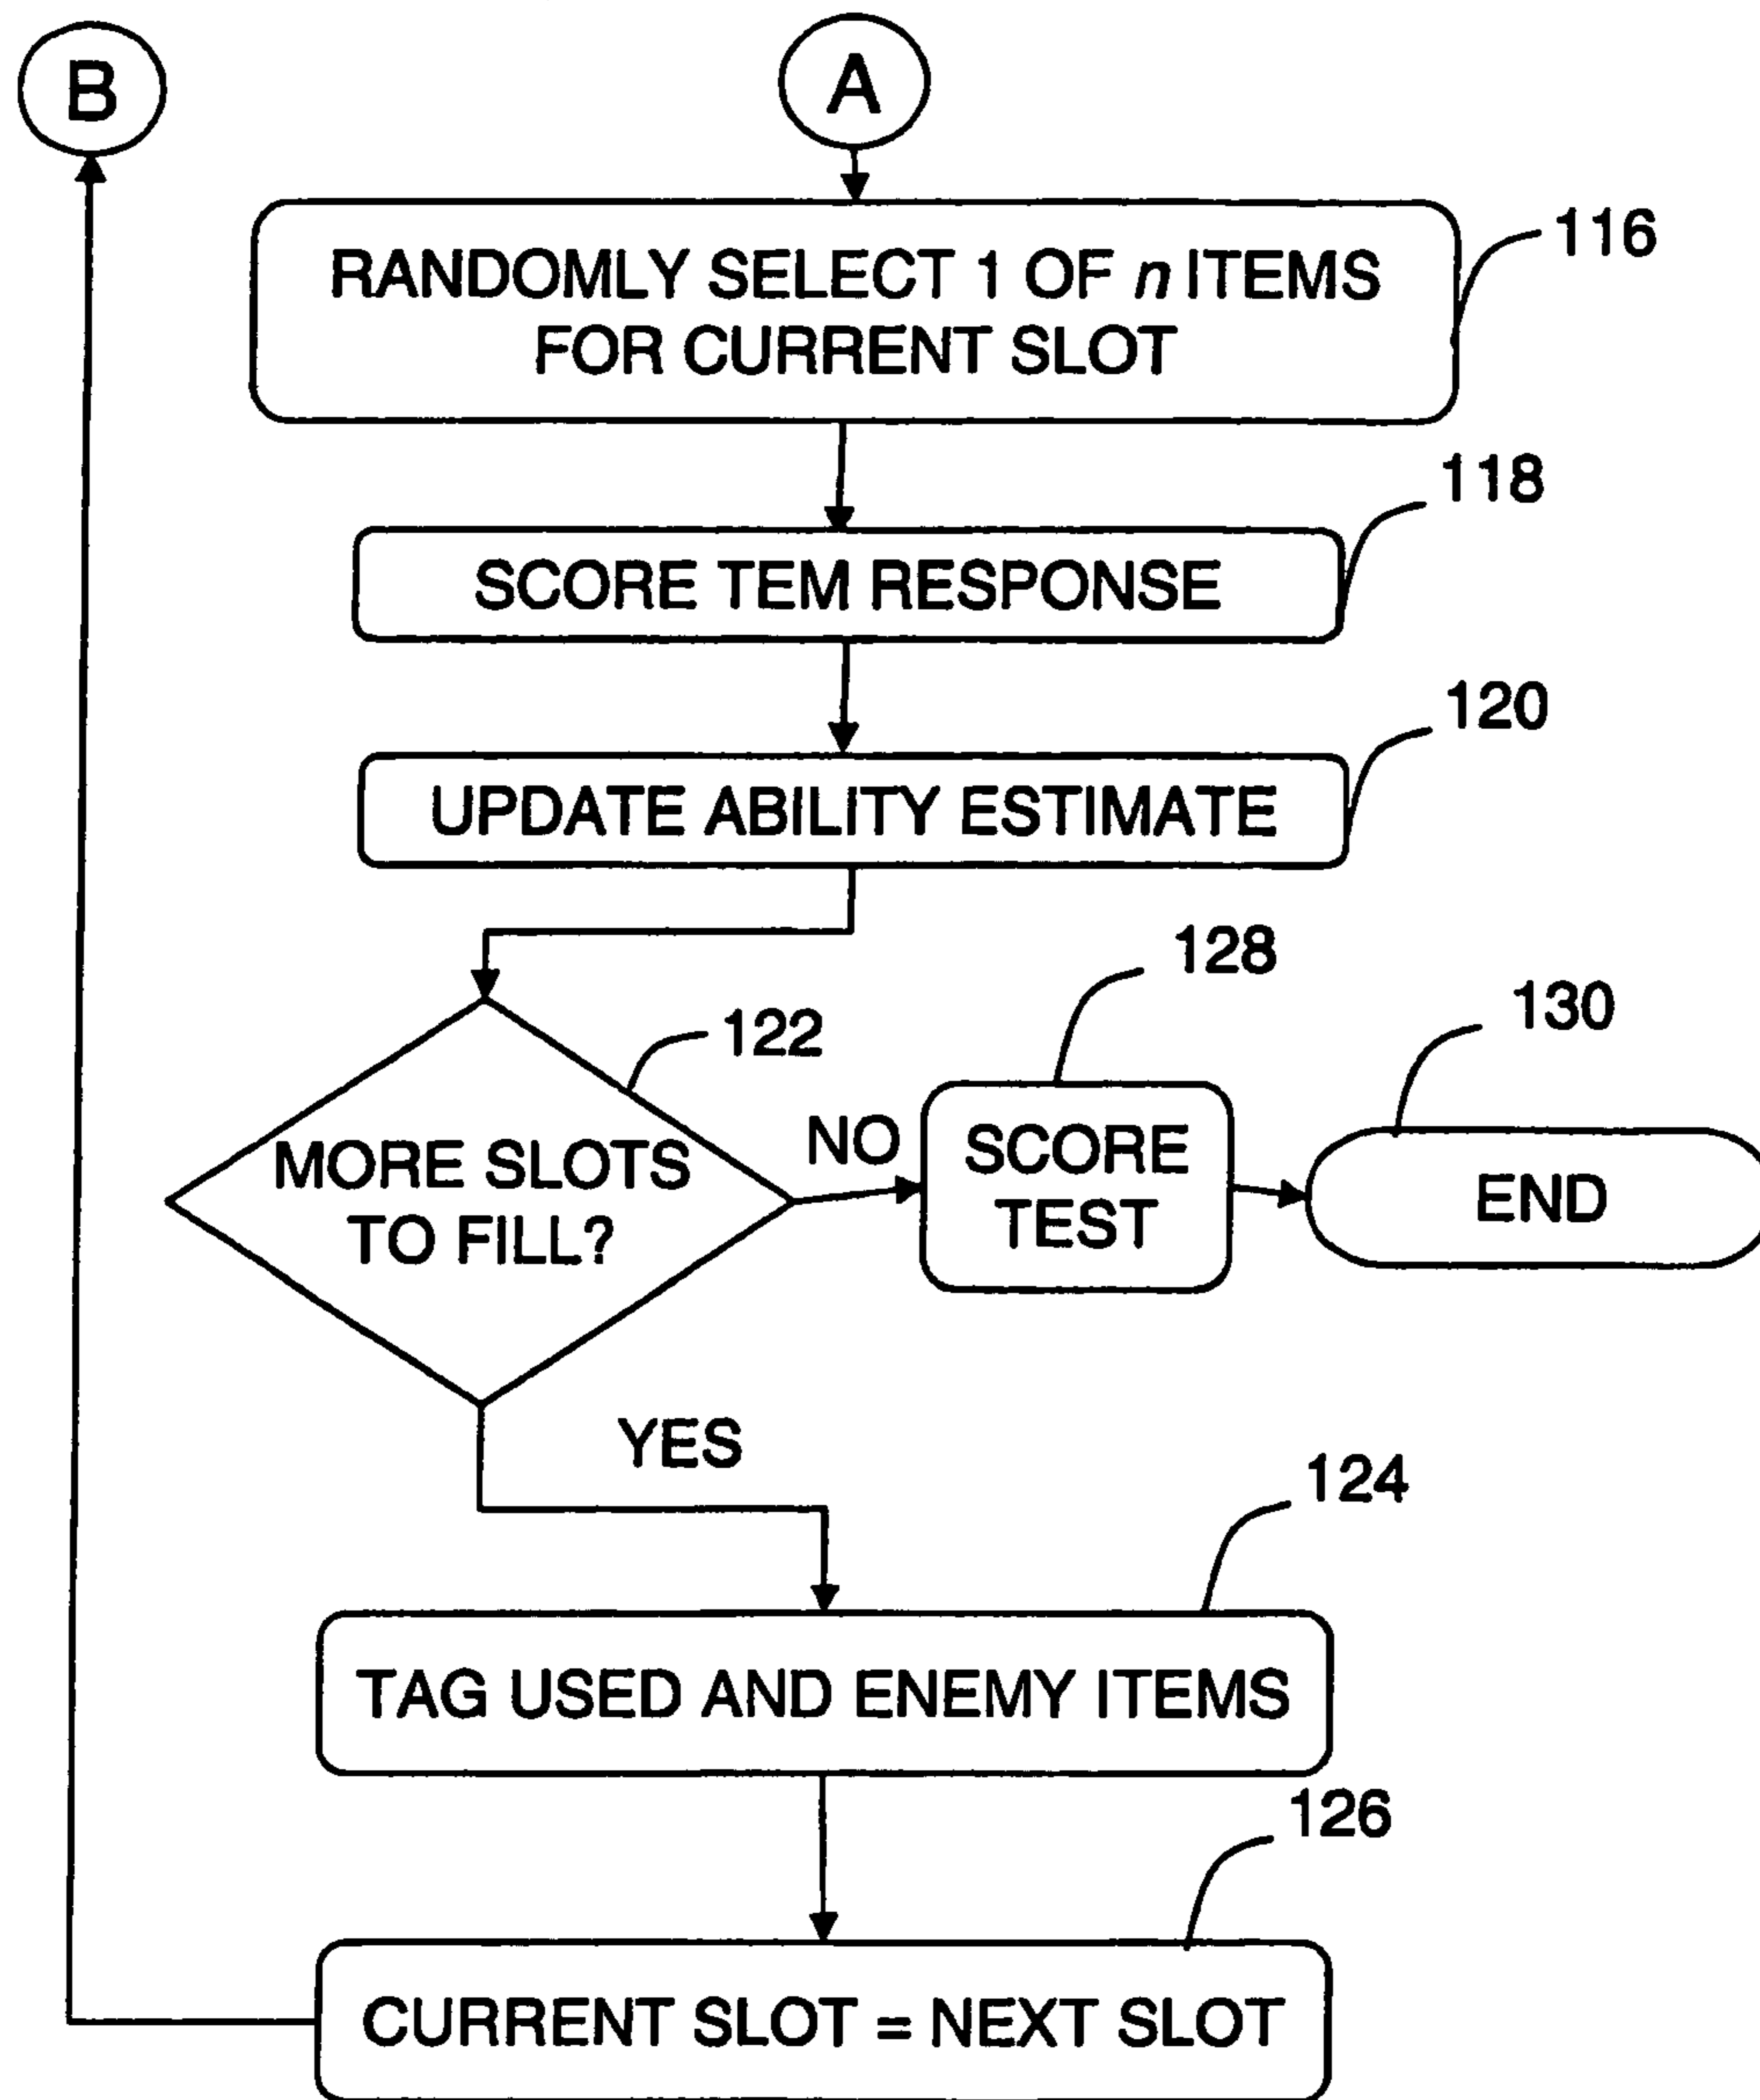 B
A
RANDOMLY SELECT 1 OF n ITEMS
FOR CURRENT SLOT
116
SCORE TEM RESPONSE
118
UPDATE ABILITY ESTIMATE
120
MORE SLOTS
TO FILL?
122
NO
SCORE
TEST
128
END
130
YES
TAG USED AND ENEMY ITEMS
124
CURRENT SLOT = NEXT SLOT
126